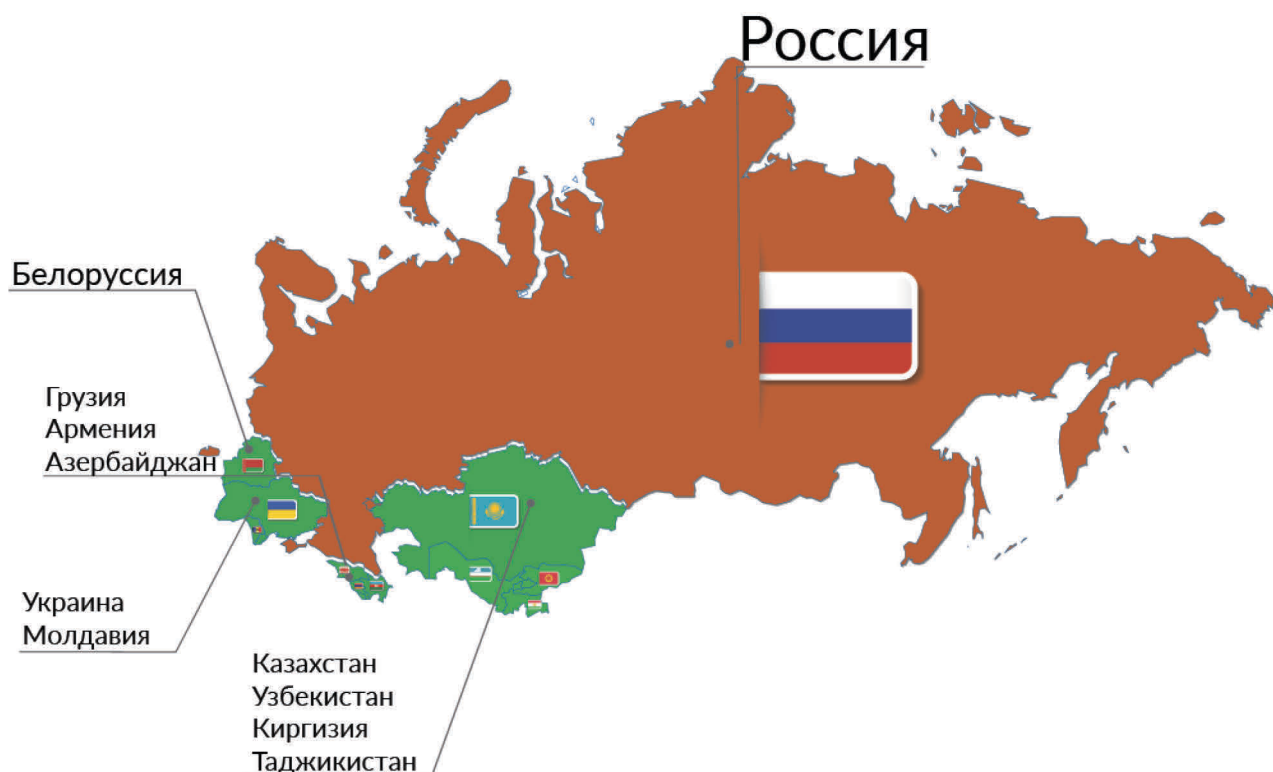 Россия
Белоруссия
Грузия
Армения
Азербайджан
Украина
Молдавия
Казахстан
Узбекистан
Киргизия
Таджикистан